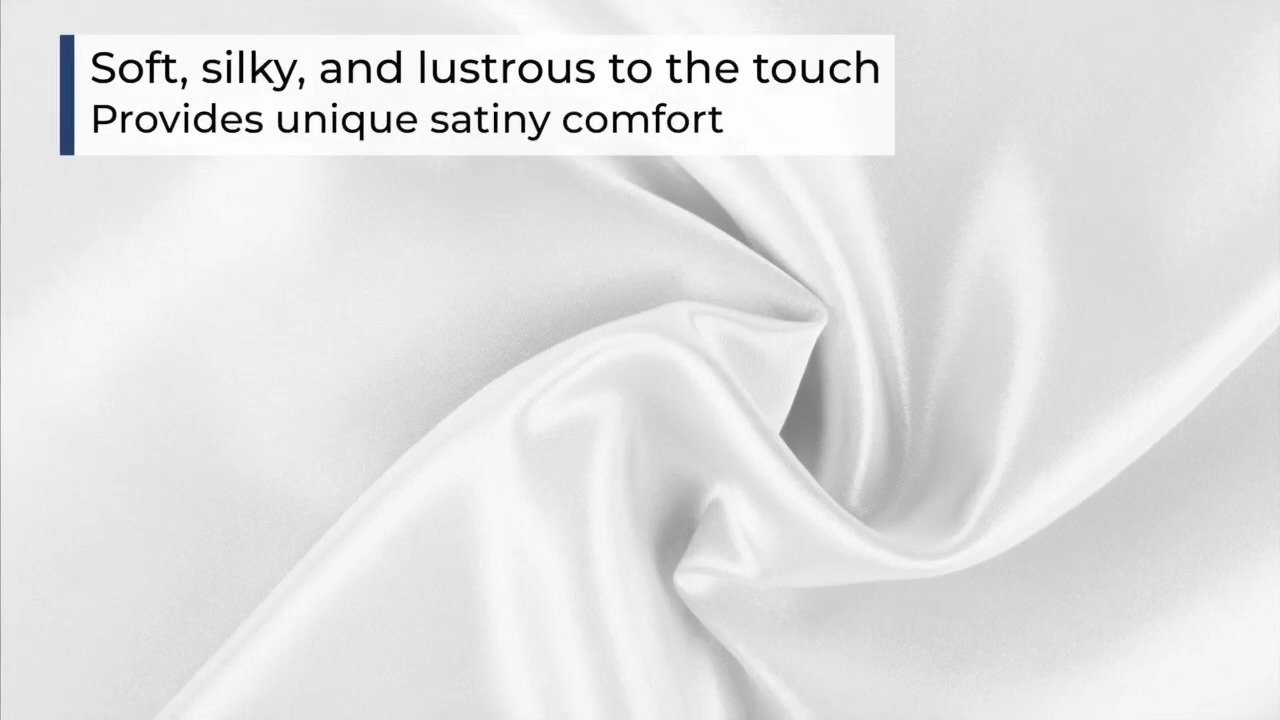 Soft, silky, and lustrous to the touch
Provides unique satiny comfort